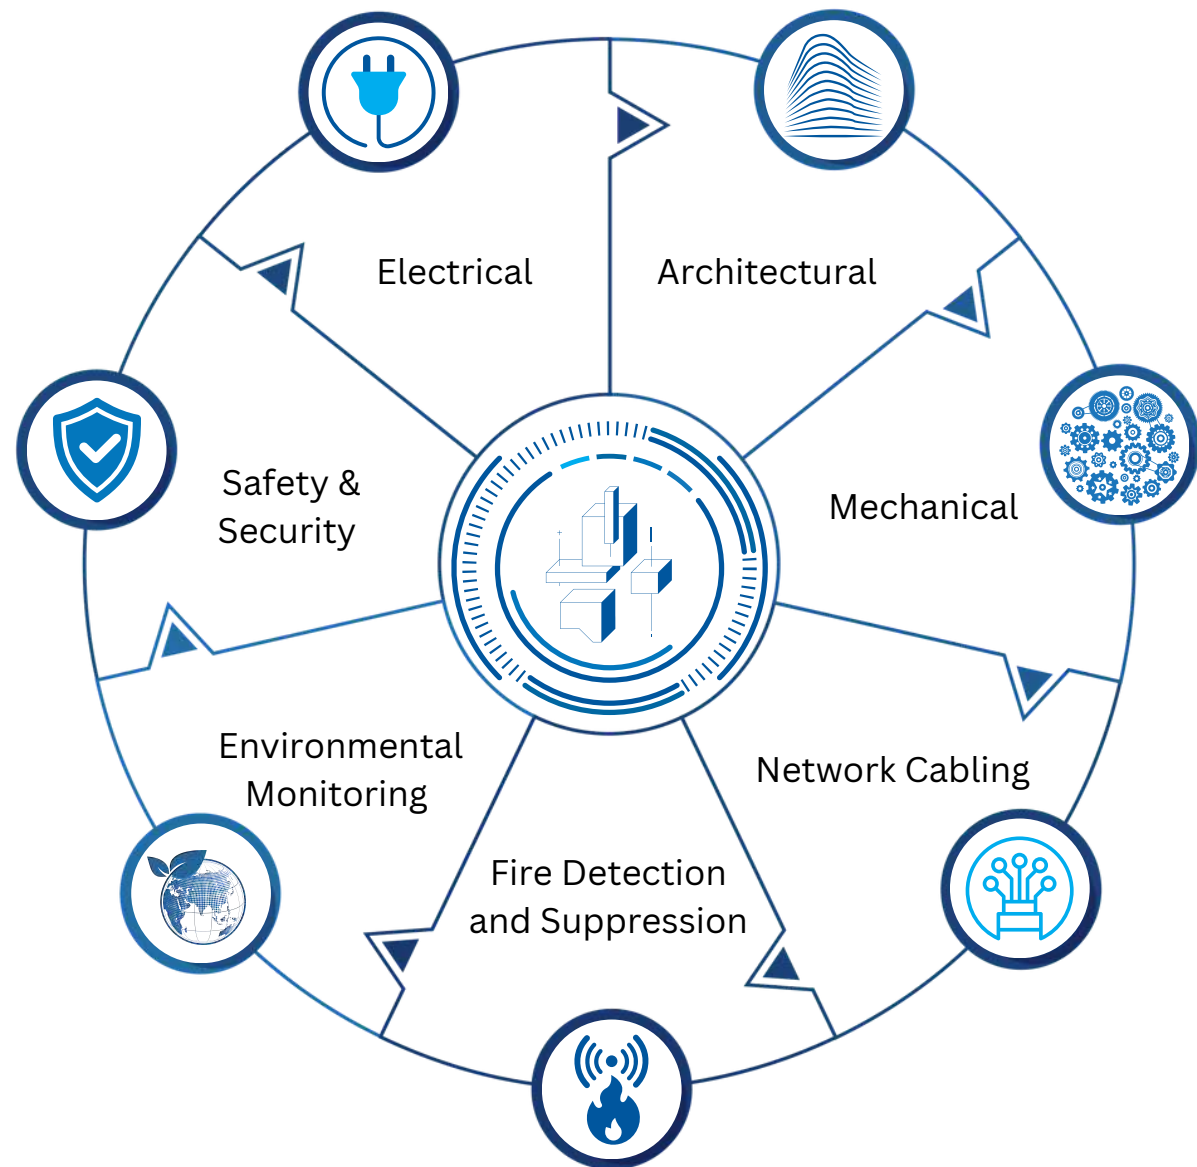 Electrical
Architectural
Safety &
Security
Mechanical
Environmental
Monitoring
Network Cabling
Fire Detection
and Suppression